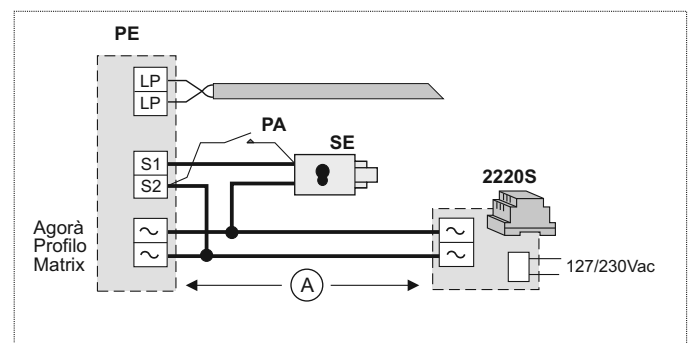 PE
LP
LP
PA
SE
S1
S2
2220S
Agorà
Profilo
Matrix
~
~
~
~
127/230Vac
A